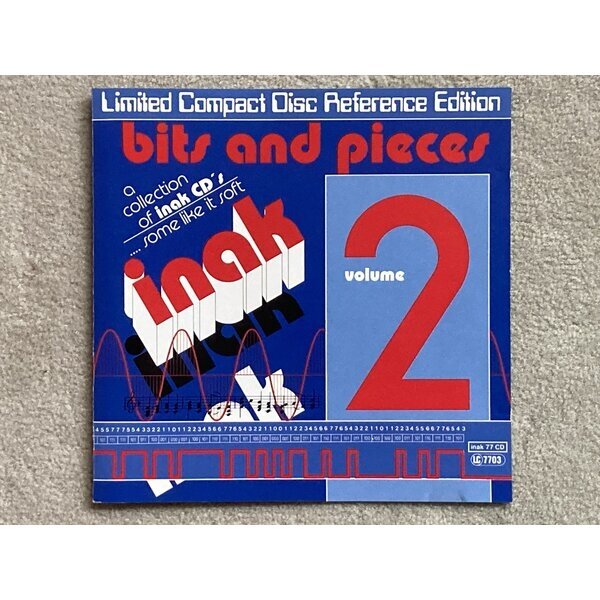 Limited Compact Disc Reference Edition
bits and pieces
a
collection
of inak CD's
.... some like it soft
inak
inak
k
volume
2
inak 77 CD
LC 7703